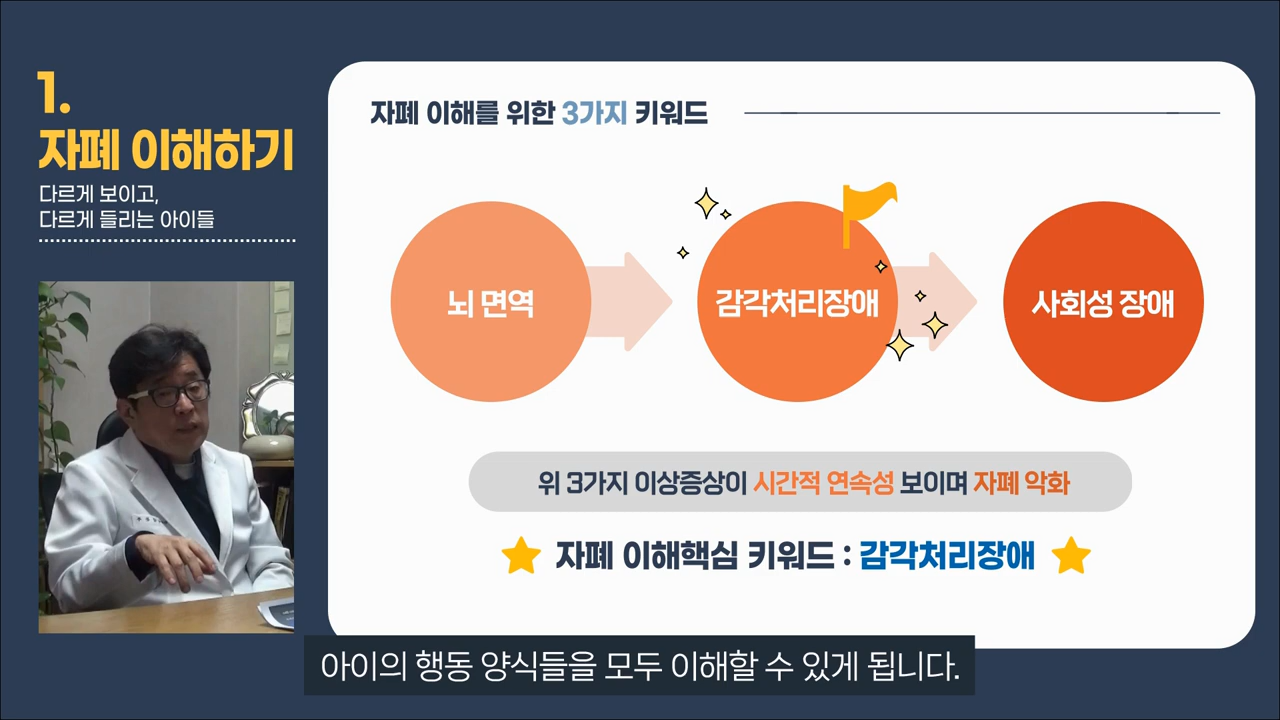 1.
자폐 이해하기
다르게 보이고,
다르게 들리는 아이들
자폐 이해를 위한 3가지 키워드
뇌 면역
감각처리장애
사회성 장애
위 3가지 이상증상이 시간적 연속성 보이며 자폐 악화
자폐 이해핵심 키워드 : 감각처리장애
아이의 행동 양식들을 모두 이해할 수 있게 됩니다.